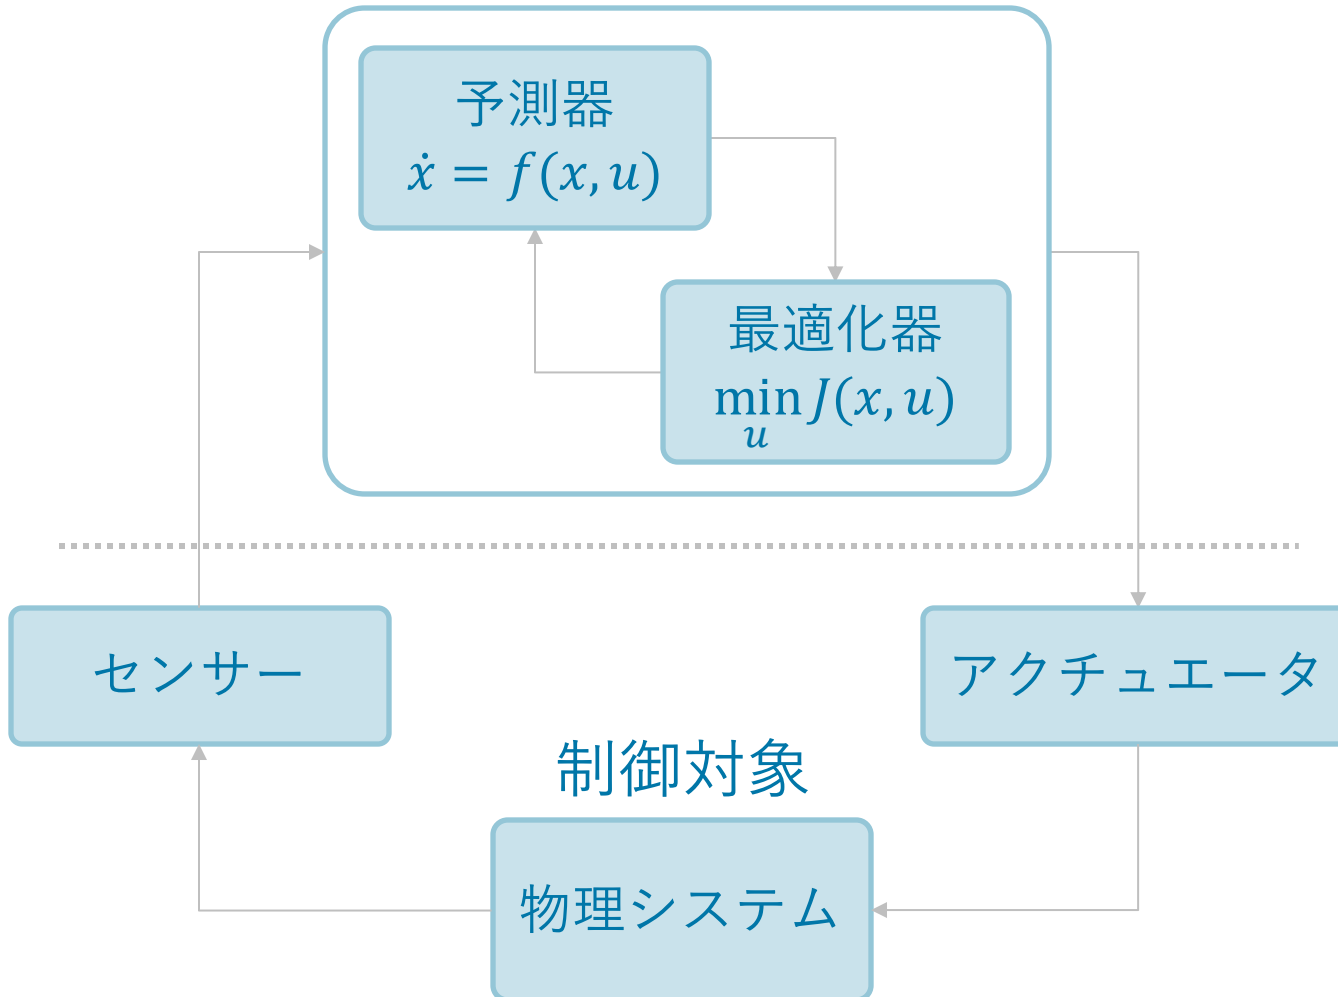 予測器
ẋ = f(x, u)
最適化器
min J(x, u)
u
センサー
アクチュエータ
制御対象
物理システム